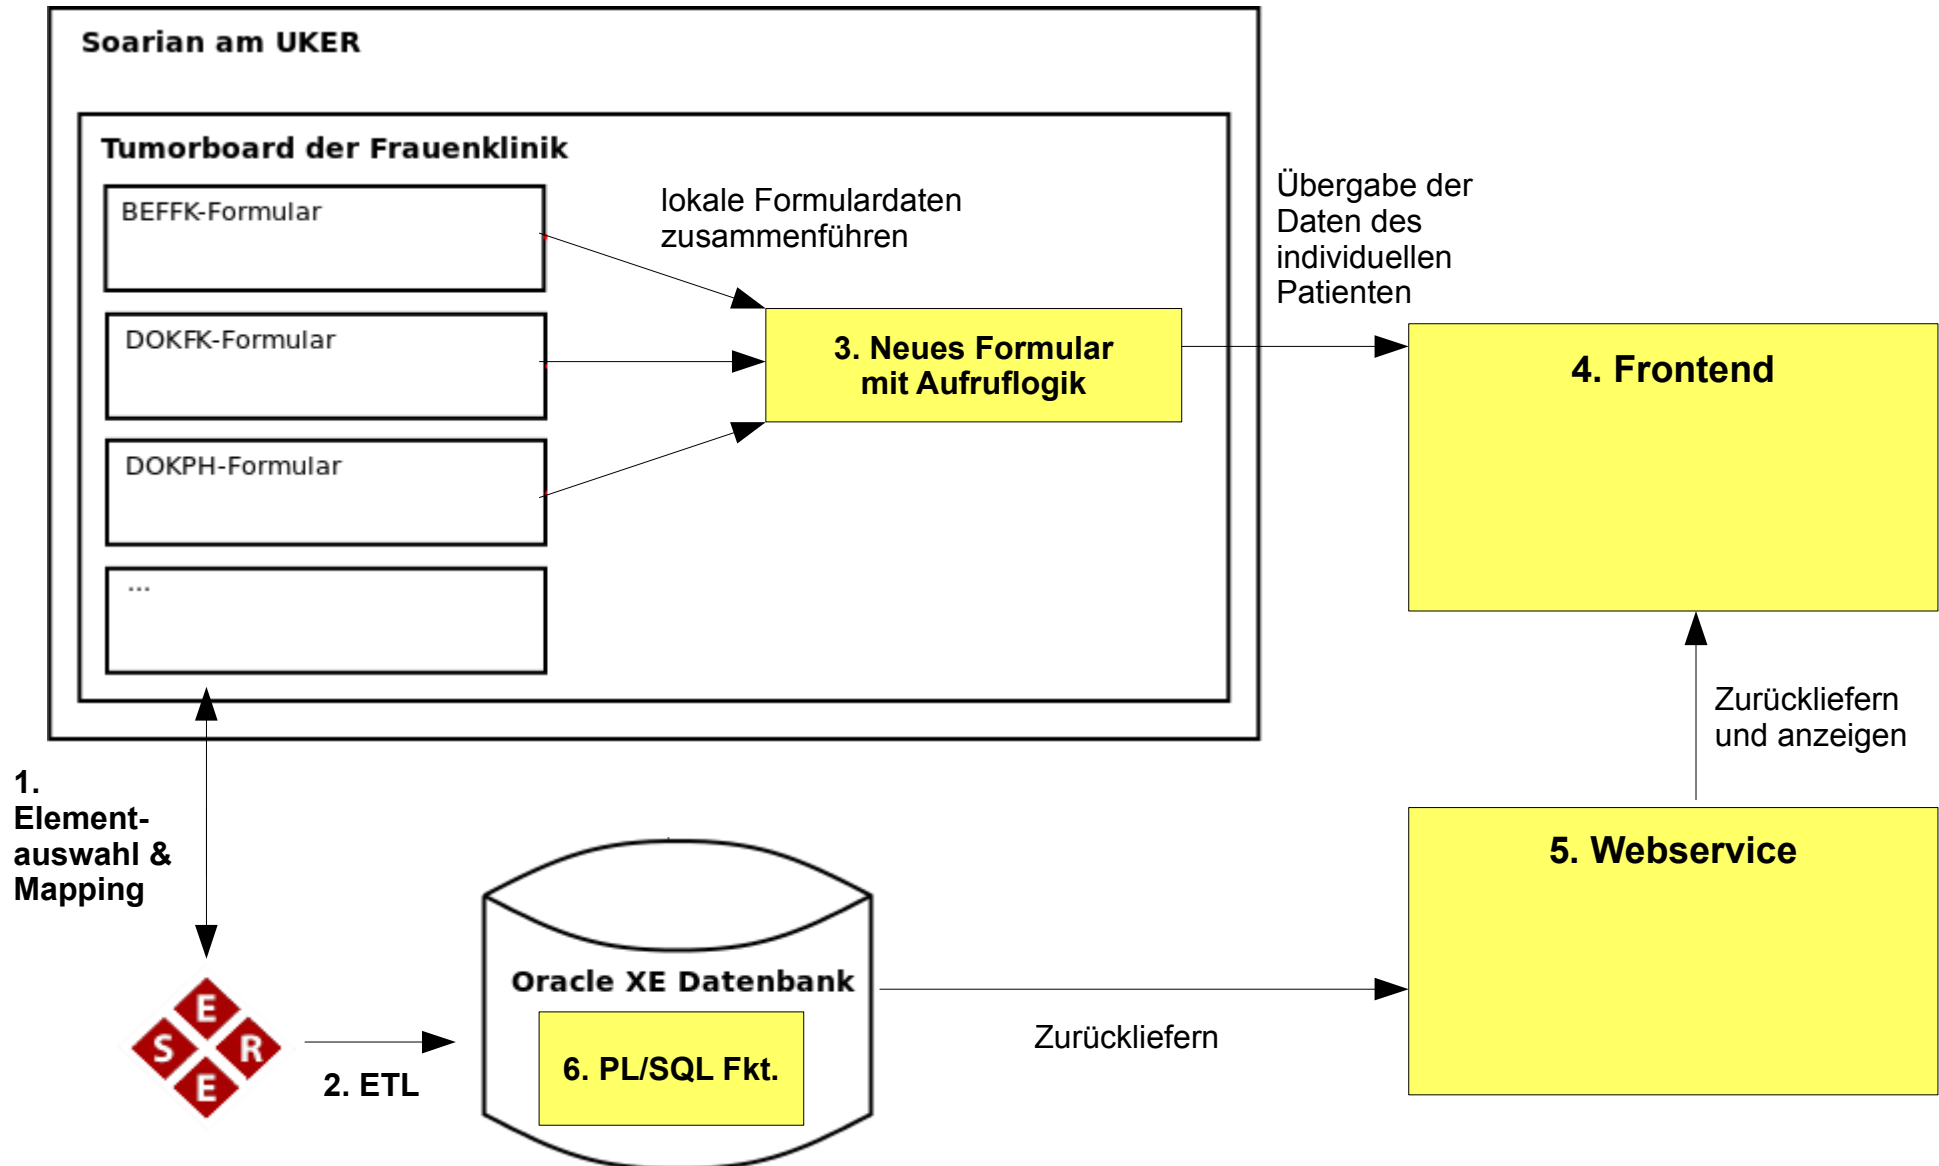 Soarian am UKER
Tumorboard der Frauenklinik
BEFFK-Formular
DOKFK-Formular
DOKPH-Formular
...
lokale Formulardaten
zusammenführen
3. Neues Formular
mit Aufruflogik
Übergabe der
Daten des
individuellen
Patienten
4. Frontend
Zurückliefern
und anzeigen
5. Webservice
1.
Element-
auswahl &
Mapping
E
S R
E
2. ETL
Oracle XE Datenbank
6. PL/SQL Fkt.
Zurückliefern